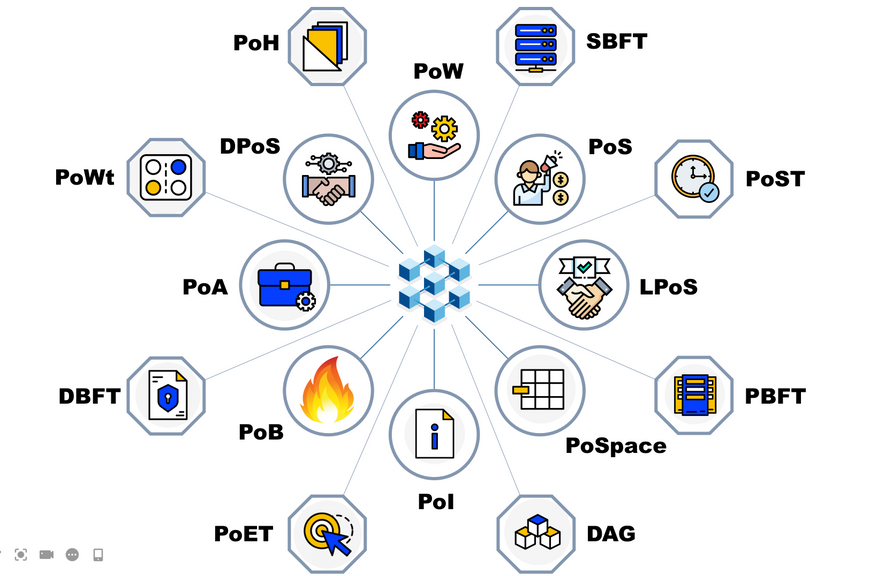 PoH
SBFT
PoW
DPoS
PoS
PoWt
PoST
PoA
LPoS
DBFT
PBFT
PoB
PoSpace
PoI
PoET
DAG